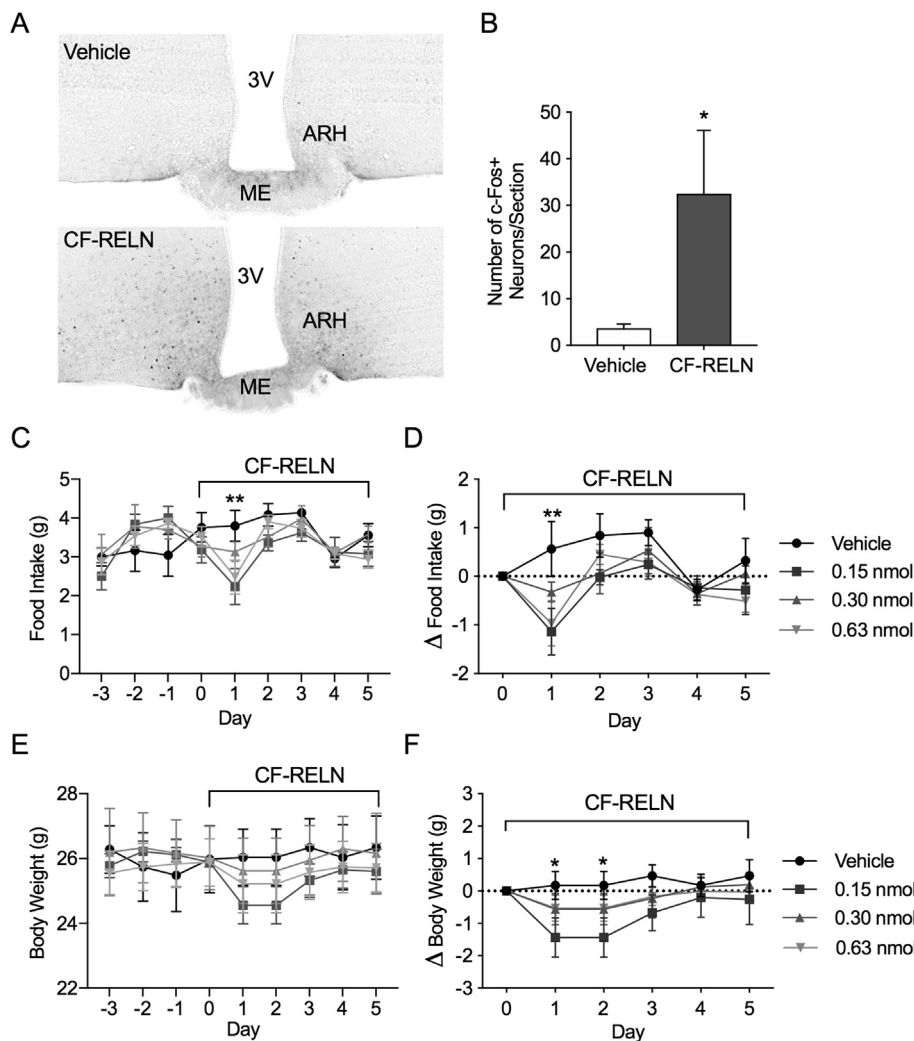 A
Vehicle
3V
ARH
ME
CF-RELN
3V
ARH
ME
B
Number of c-Fos+
Neurons/Section
50
40
30
20
10
0
*
Vehicle
CF-RELN
C
CF-RELN
Food Intake (g)
5
4
3
2
1
0
**
-3 -2 -1 0 1 2 3 4 5
Day
D
CF-RELN
Δ Food Intake (g)
2
1
0
-1
-2
**
0 1 2 3 4 5
Day
Vehicle
0.15 nmol
0.30 nmol
0.63 nmol
E
CF-RELN
Body Weight (g)
28
26
24
22
-3 -2 -1 0 1 2 3 4 5
Day
F
CF-RELN
Δ Body Weight (g)
3
2
1
0
-1
-2
-3
* *
0 1 2 3 4 5
Day
Vehicle
0.15 nmol
0.30 nmol
0.63 nmol